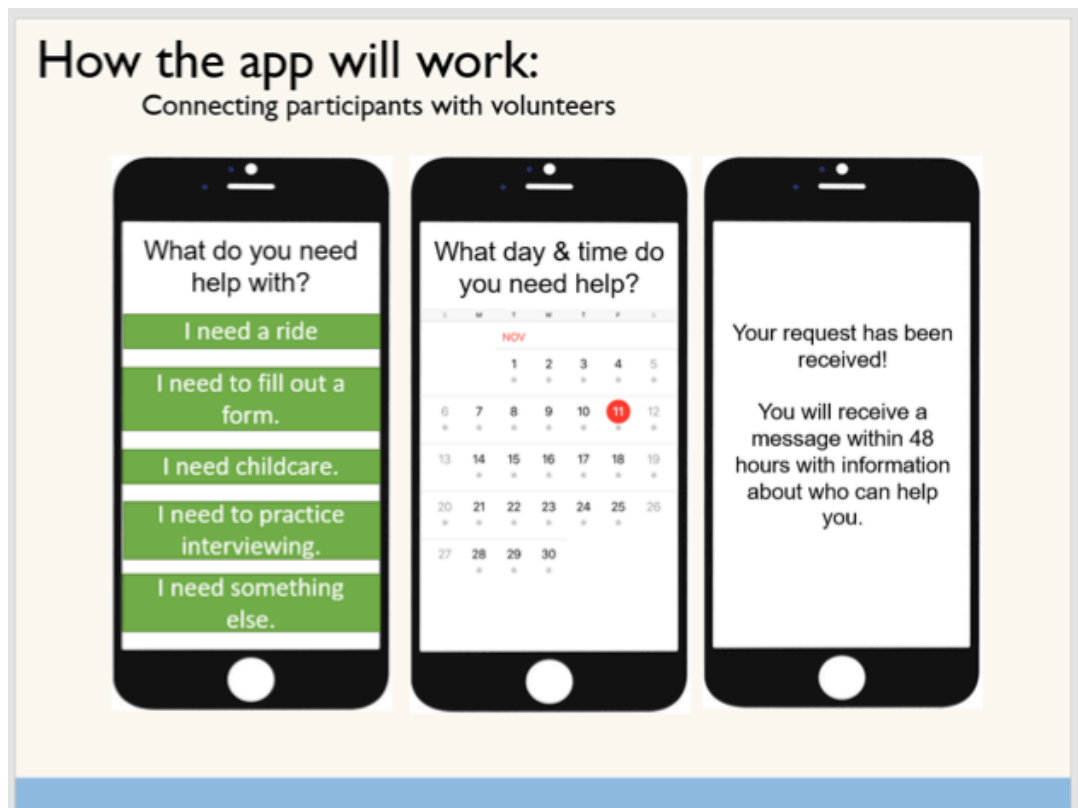 How the app will work:
Connecting participants with volunteers
What do you need
help with?
I need a ride
I need to fill out a
form.
I need childcare.
I need to practice
interviewing.
I need something
else.
What day & time do
you need help?
S M T W T F S
NOV
1 2 3 4 5
6 7 8 9 10 11 12
13 14 15 16 17 18 19
20 21 22 23 24 25 26
27 28 29 30
Your request has been
received!
You will receive a
message within 48
hours with information
about who can help
you.